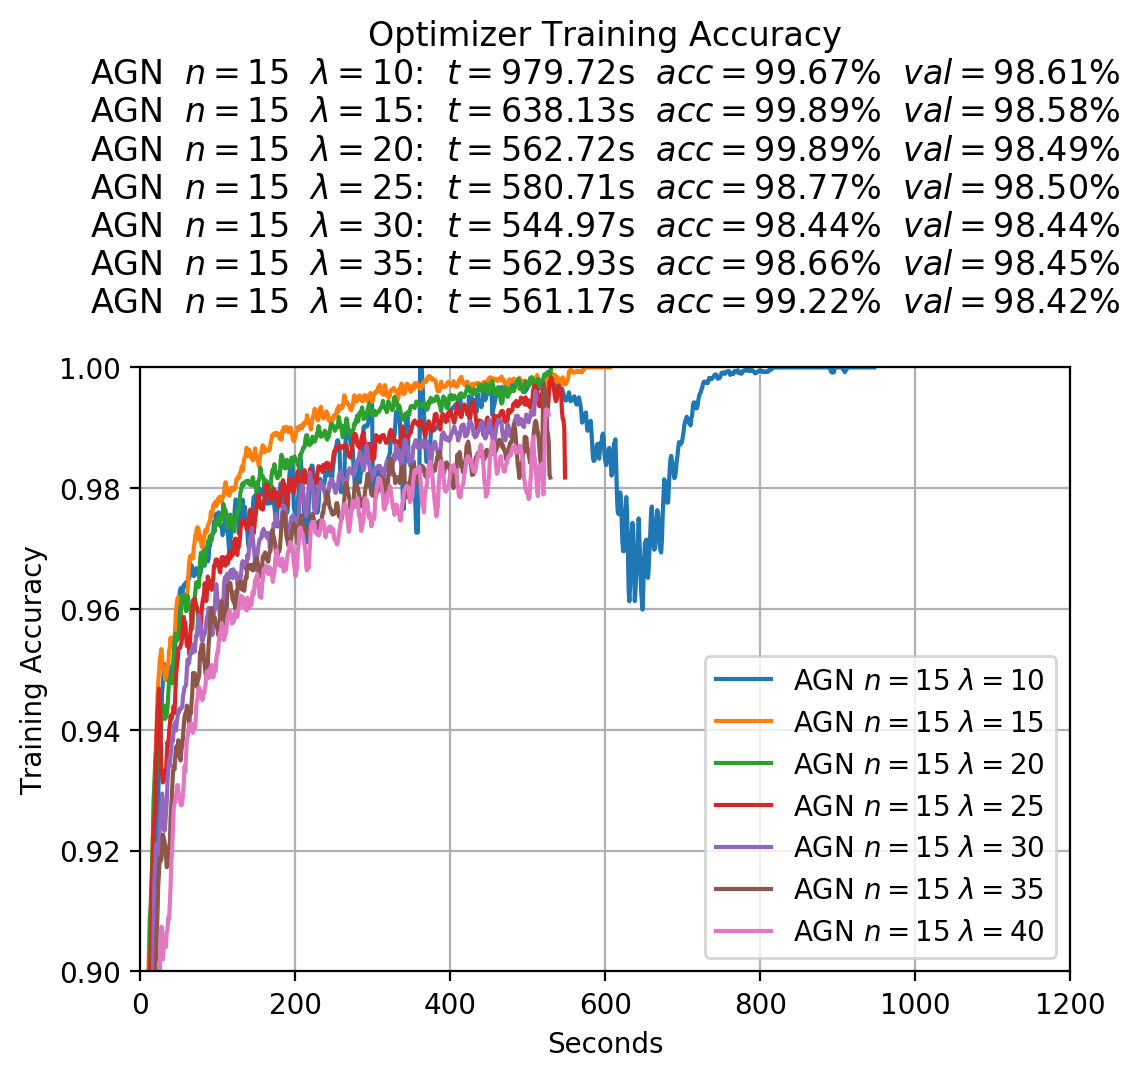 Optimizer Training Accuracy
AGN n = 15 λ = 10: t = 979.72s acc = 99.67% val = 98.61%
AGN n = 15 λ = 15: t = 638.13s acc = 99.89% val = 98.58%
AGN n = 15 λ = 20: t = 562.72s acc = 99.89% val = 98.49%
AGN n = 15 λ = 25: t = 580.71s acc = 98.77% val = 98.50%
AGN n = 15 λ = 30: t = 544.97s acc = 98.44% val = 98.44%
AGN n = 15 λ = 35: t = 562.93s acc = 98.66% val = 98.45%
AGN n = 15 λ = 40: t = 561.17s acc = 99.22% val = 98.42%
1.00
0.98
0.96
0.94
0.92
0.90
Training Accuracy
AGN n = 15 λ = 10
AGN n = 15 λ = 15
AGN n = 15 λ = 20
AGN n = 15 λ = 25
AGN n = 15 λ = 30
AGN n = 15 λ = 35
AGN n = 15 λ = 40
0 200 400 600 800 1000 1200
Seconds